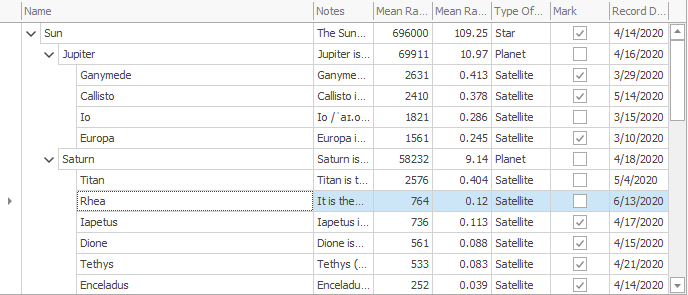 Name Notes Mean Ra... Mean Ra... Type Of... Mark Record D...
Sun The Sun... 696000 109.25 Star 4/14/2020
Jupiter Jupiter is... 69911 10.97 Planet 4/16/2020
Ganymede Ganyme... 2631 0.413 Satellite 3/29/2020
Callisto Callisto i... 2410 0.378 Satellite 5/14/2020
Io Io /ˈaɪ.o... 1821 0.286 Satellite 3/15/2020
Europa Europa i... 1561 0.245 Satellite 3/10/2020
Saturn Saturn is... 58232 9.14 Planet 4/18/2020
Titan Titan is t... 2576 0.404 Satellite 5/4/2020
Rhea It is the... 764 0.12 Satellite 6/13/2020
Iapetus Iapetus i... 736 0.113 Satellite 4/17/2020
Dione Dione is... 561 0.088 Satellite 4/15/2020
Tethys Tethys (... 533 0.083 Satellite 4/21/2020
Enceladus Enceladu... 252 0.039 Satellite 4/14/2020